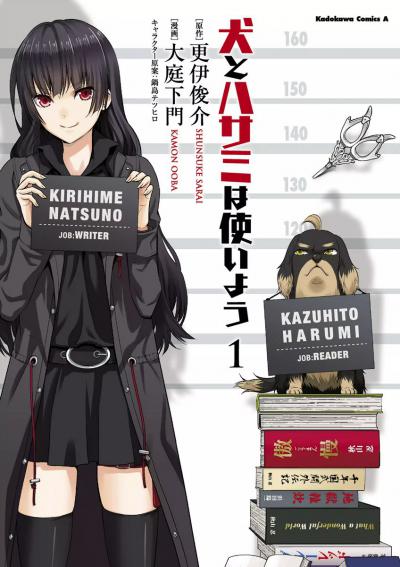 Kadokawa Comics A
160
150
140
130
120
犬とハサミは使いよう
1
[原作]更伊俊介
SHUNSUKE SARAI
[漫画]大庭下門
KAMON OOBA
キャラクター原案:鍋島テツヒロ
KIRIHIME
NATSUNO
JOB:WRITER
KAZUHITO
HARUMI
JOB:READER
傲慢
What a Wonderful World